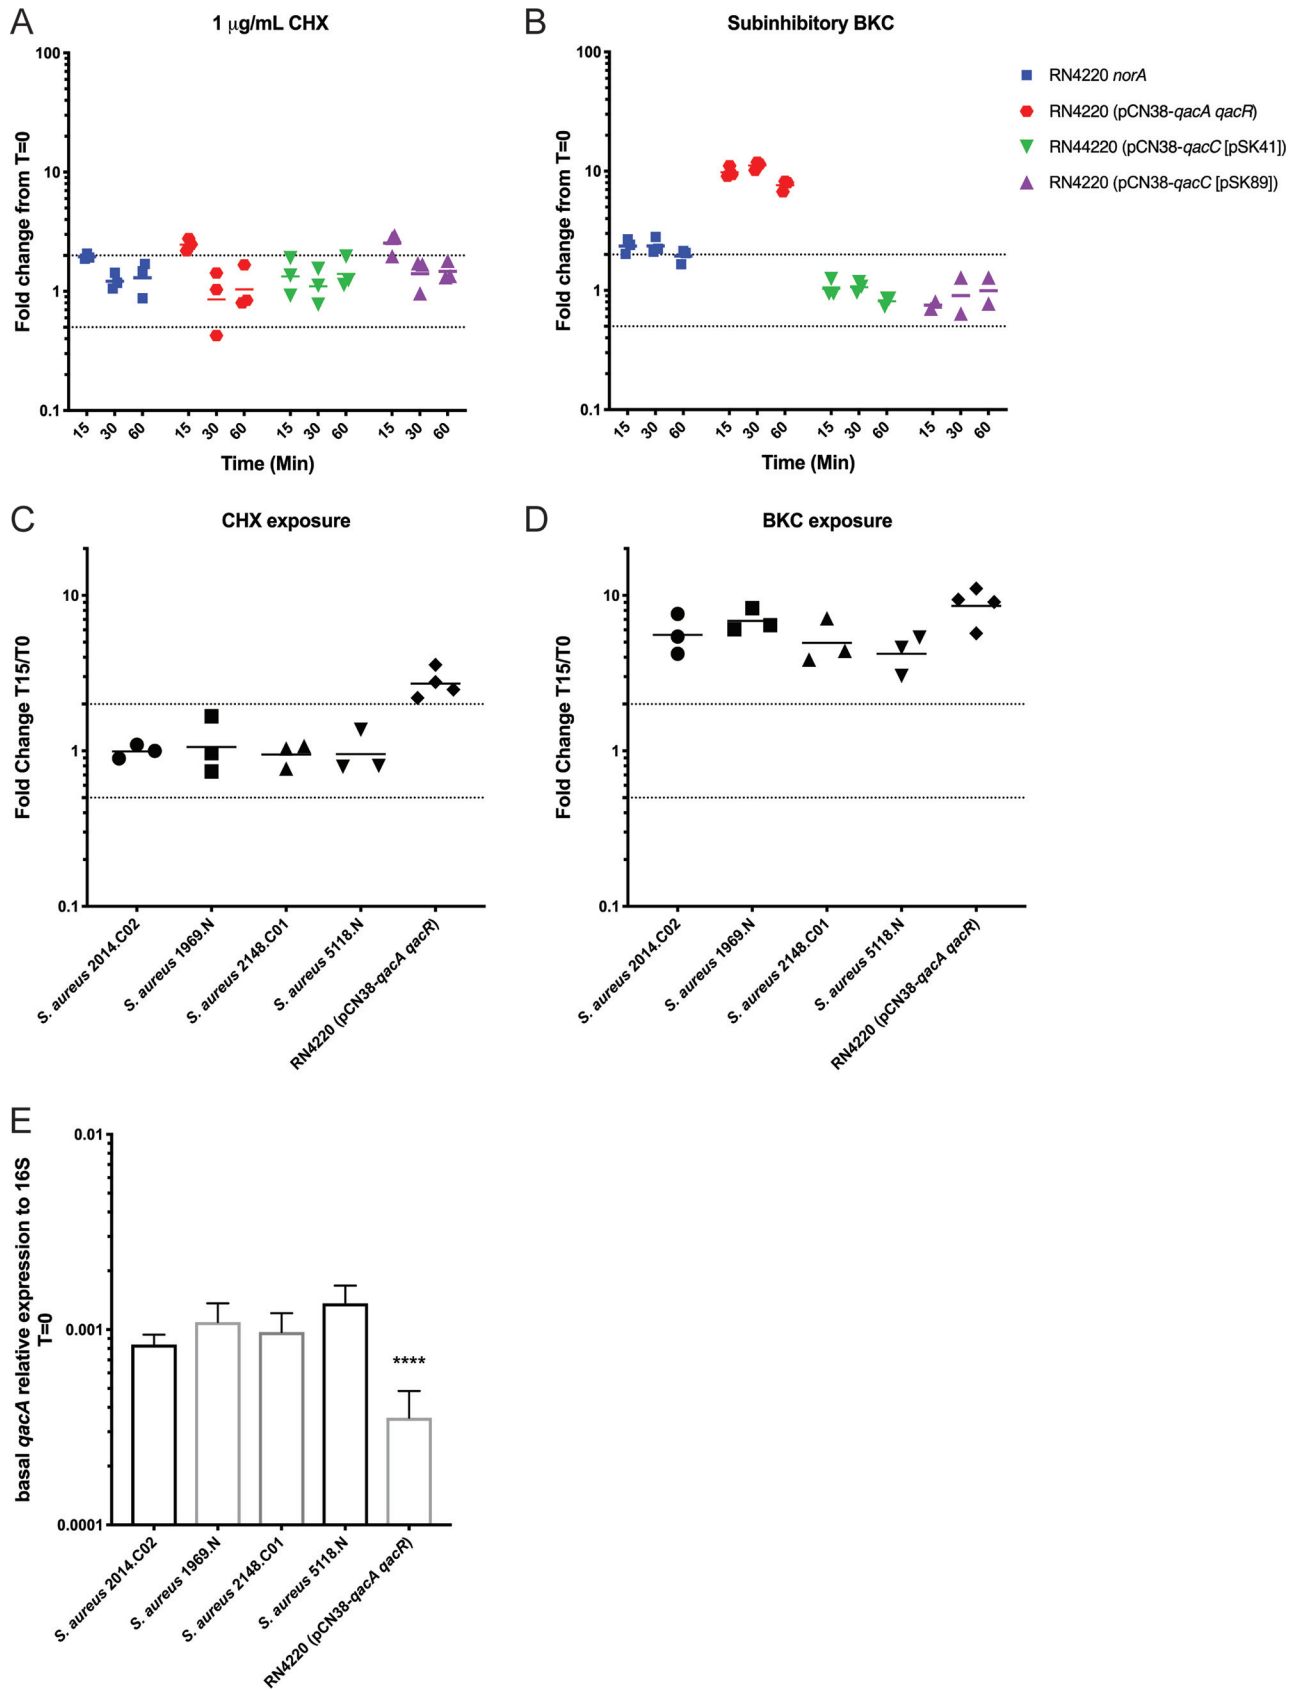 A
1 μg/mL CHX
Fold change from T=0
100
10
1
0.1
15 30 60 15 30 60 15 30 60 15 30 60
Time (Min)
B
Subinhibitory BKC
Fold change from T=0
100
10
1
0.1
15 30 60 15 30 60 15 30 60 15 30 60
Time (Min)
RN4220 norA
RN4220 (pCN38-qacA qacR)
RN44220 (pCN38-qacC [pSK41])
RN4220 (pCN38-qacC [pSK89])
C
CHX exposure
Fold Change T15/T0
10
1
0.1
S. aureus 2014.C02
S. aureus 1969.N
S. aureus 2148.C01
S. aureus 5118.N
RN4220 (pCN38-qacA qacR)
D
BKC exposure
Fold Change T15/T0
10
1
0.1
S. aureus 2014.C02
S. aureus 1969.N
S. aureus 2148.C01
S. aureus 5118.N
RN4220 (pCN38-qacA qacR)
E
basal qacA relative expression to 16S
T=0
0.01
0.001
0.0001
****
S. aureus 2014.C02
S. aureus 1969.N
S. aureus 2148.C01
S. aureus 5118.N
RN4220 (pCN38-qacA qacR)